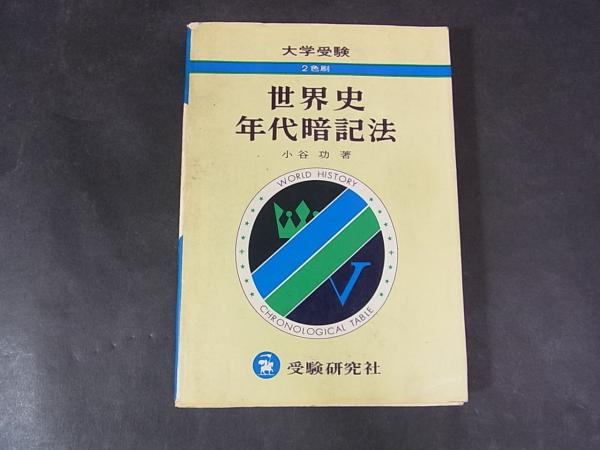 大学受験
2色刷
世界史
年代暗記法
小谷 功 著
WORLD HISTORY
CHRONOLOGICAL TABLE
V
受験研究社